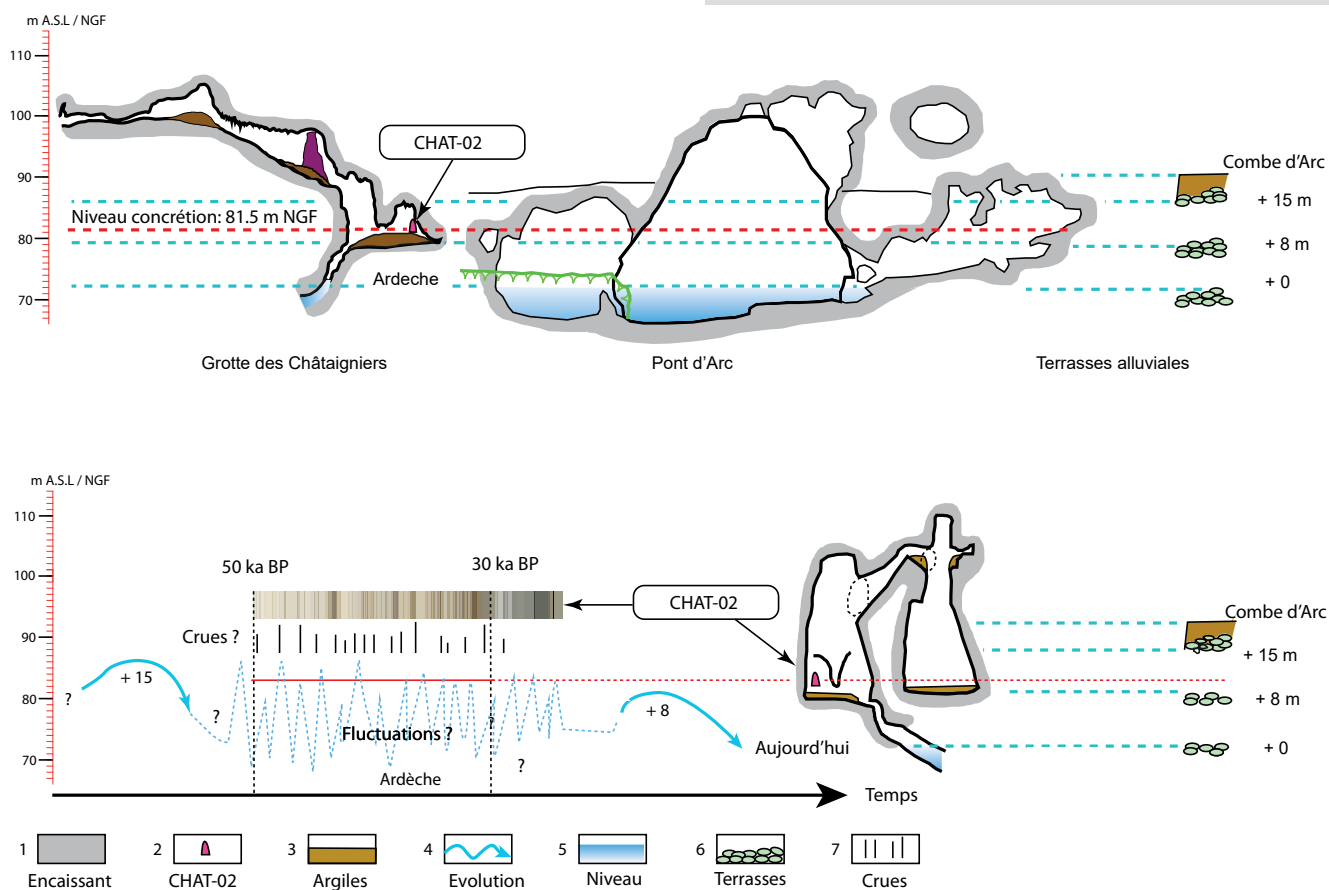 m A.S.L / NGF
110
100
90
80
70
CHAT-02
Niveau concrétion: 81.5 m NGF
Ardeche
Combe d'Arc
+ 15 m
+ 8 m
+ 0
Grotte des Châtaigniers
Pont d'Arc
Terrasses alluviales
m A.S.L / NGF
110
100
90
80
70
50 ka BP
30 ka BP
CHAT-02
Crues ?
?
+ 15
?
Fluctuations ?
?
Ardèche
?
+ 8
Aujourd'hui
Temps
Combe d'Arc
+ 15 m
+ 8 m
+ 0
1
Encaissant
2
CHAT-02
3
Argiles
4
Evolution
5
Niveau
6
Terrasses
7
Crues